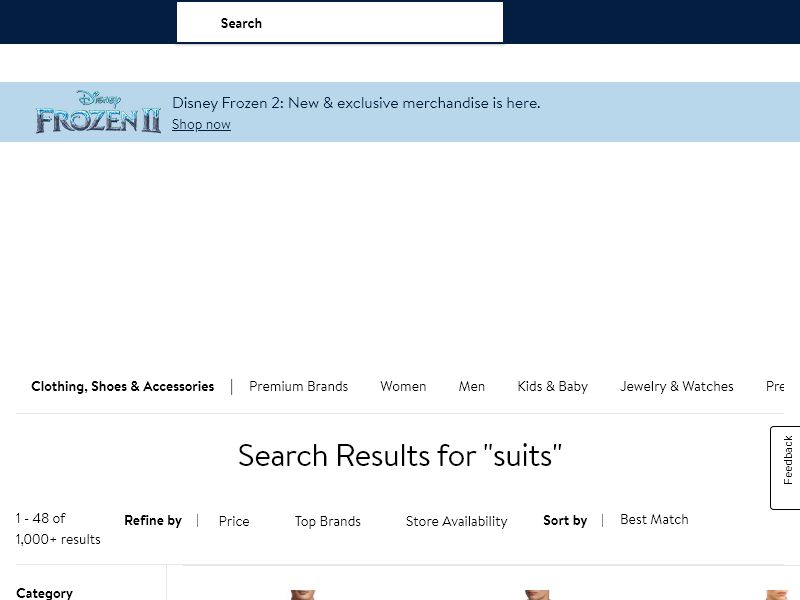 Search
Disney
FROZEN II
Disney Frozen 2: New & exclusive merchandise is here.
Shop now
Clothing, Shoes & Accessories | Premium Brands Women Men Kids & Baby Jewelry & Watches Pre
Search Results for "suits"
Feedback
1 - 48 of
1,000+ results
Refine by | Price Top Brands Store Availability Sort by | Best Match
Category